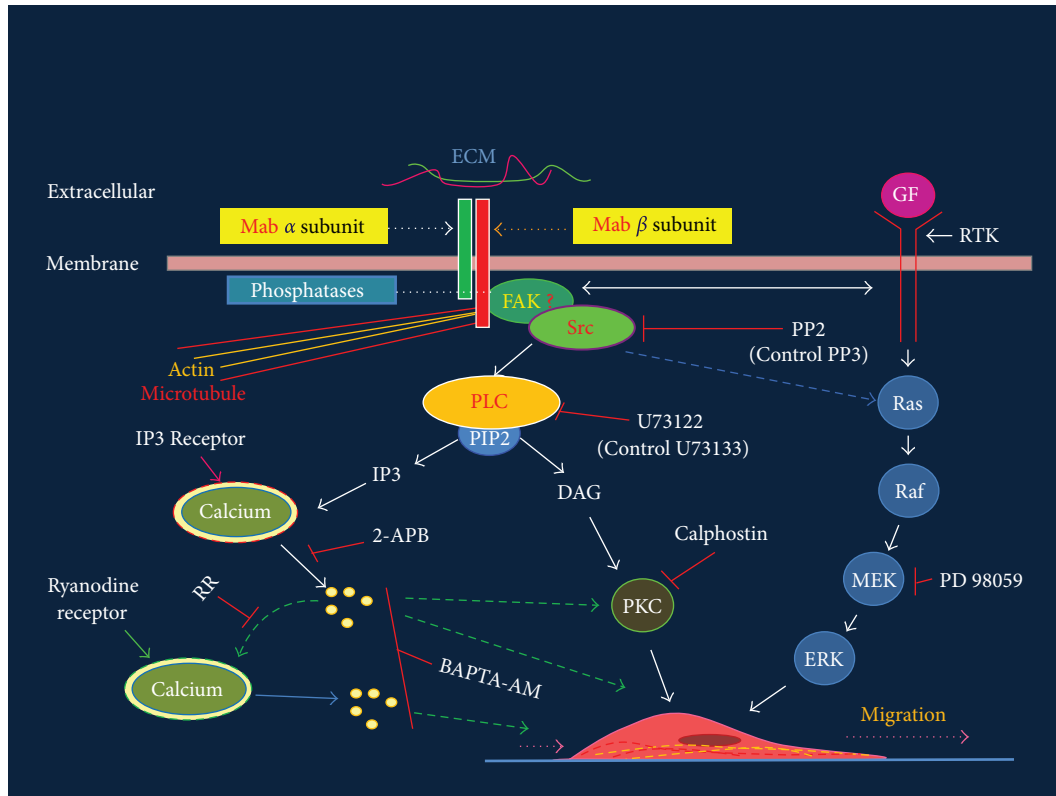 ECM
Extracellular
GF
Mab α subunit
Mab β subunit
RTK
Membrane
Phosphatases
FAK ?
Src
PP2
(Control PP3)
Actin
Microtubule
PLC
Ras
U73122
(Control U73133)
PIP2
IP3 Receptor
IP3
DAG
Raf
Calcium
2-APB
Calphostin
MEK
PD 98059
Ryanodine
receptor
RR
PKC
ERK
BAPTA-AM
Calcium
Migration